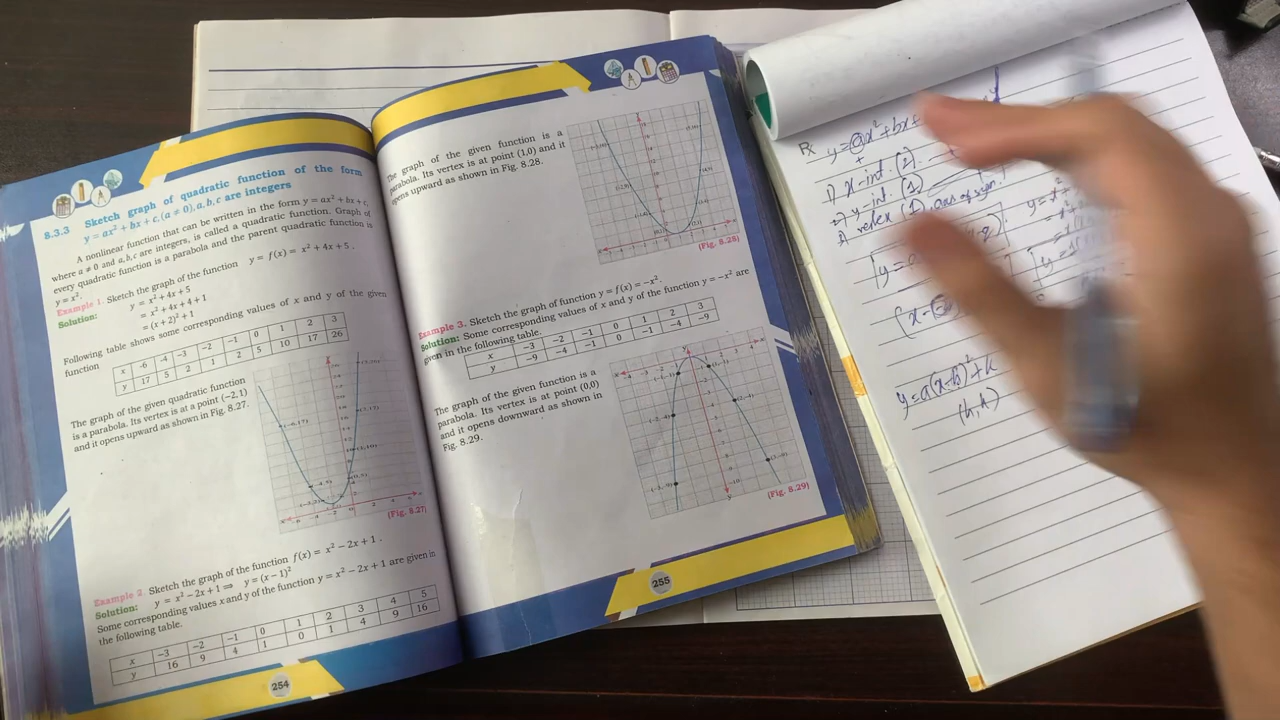 8.3.3 Sketch graph of quadratic function of the form
y = ax² + bx + c, (a ≠ 0), a, b, c are integers
A nonlinear function that can be written in the form y = ax² + bx + c,
where a ≠ 0 and a, b, c are integers, is called a quadratic function. Graph of
every quadratic function is a parabola and the parent quadratic function is
y = x².
Example 1. Sketch the graph of the function y = f(x) = x² + 4x + 5.
Solution: y = x² + 4x + 5
= x² + 4x + 4 + 1
= (x + 2)² + 1
Following table shows some corresponding values of x and y of the given
function
x -6 -4 -3 -2 -1 0 1 2 3
y 17 5 2 1 2 5 10 17 26
The graph of the given quadratic function
is a parabola. Its vertex is at a point (−2,1)
and it opens upward as shown in Fig. 8.27.
(Fig. 8.27)
Example 2. Sketch the graph of the function f(x) = x² − 2x + 1.
Solution: y = x² − 2x + 1 ⇒ y = (x − 1)²
Some corresponding values x and y of the function y = x² − 2x + 1 are given in
the following table.
x −3 −2 −1 0 1 2 3 4 5
y 16 9 4 1 0 1 4 9 16
254
The graph of the given function is a
parabola. Its vertex is at point (1,0) and it
opens upward as shown in Fig. 8.28.
(Fig. 8.28)
Example 3. Sketch the graph of function y = f(x) = −x².
Solution: Some corresponding values of x and y of the function y = −x² are
given in the following table.
x −3 −2 −1 0 1 2 3
y −9 −4 −1 0 −1 −4 −9
The graph of the given function is a
parabola. Its vertex is at point (0,0)
and it opens downward as shown in
Fig. 8.29.
(Fig. 8.29)
255
y = ax² + bx +
1) x-int. (2).
2) y-int. (1)
3) vertex (1) axis of sym.
y = a(x-h)² + k
(h, k)